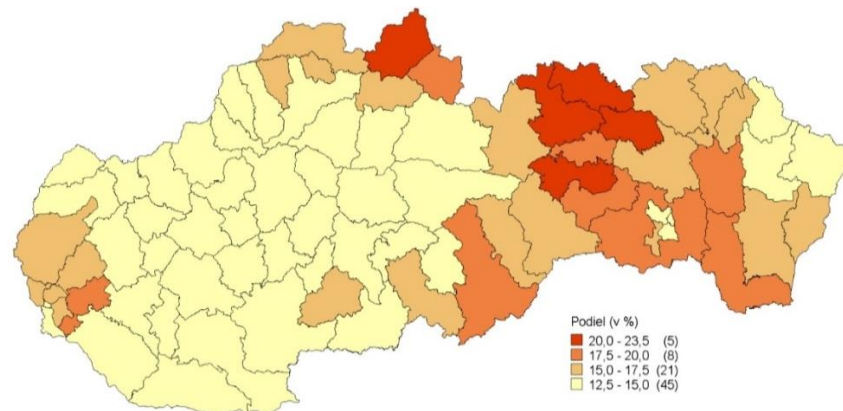 Podiel (v %)
20,0 - 23,5 (5)
17,5 - 20,0 (8)
15,0 - 17,5 (21)
12,5 - 15,0 (45)